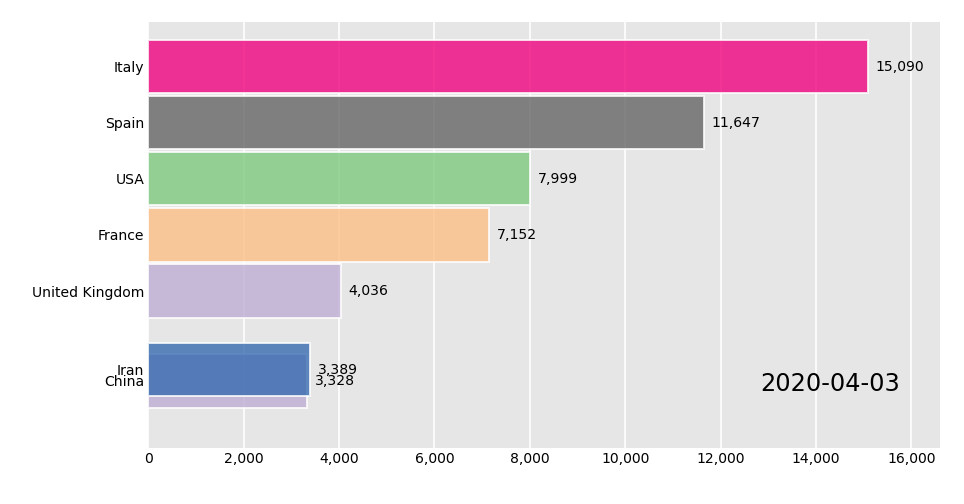 Italy 15,090
Spain 11,647
USA 7,999
France 7,152
United Kingdom 4,036
Iran 3,389
China 3,328
2020-04-03
0 2,000 4,000 6,000 8,000 10,000 12,000 14,000 16,000